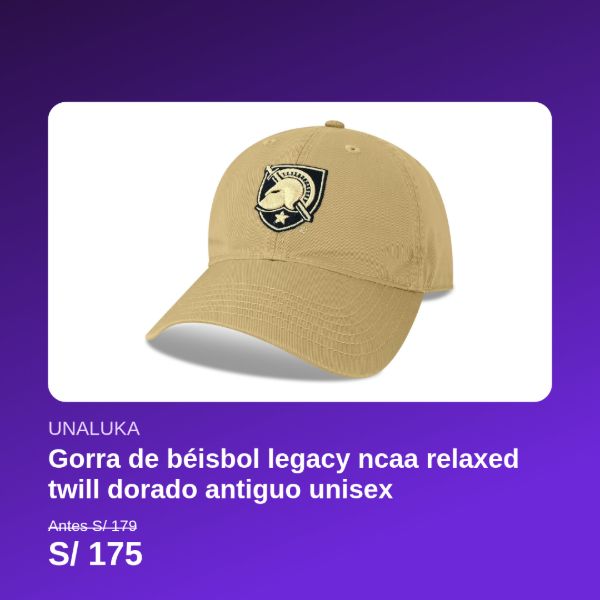 UNALUKA
Gorra de béisbol legacy ncaa relaxed
twill dorado antiguo unisex
Antes S/ 179
S/ 175